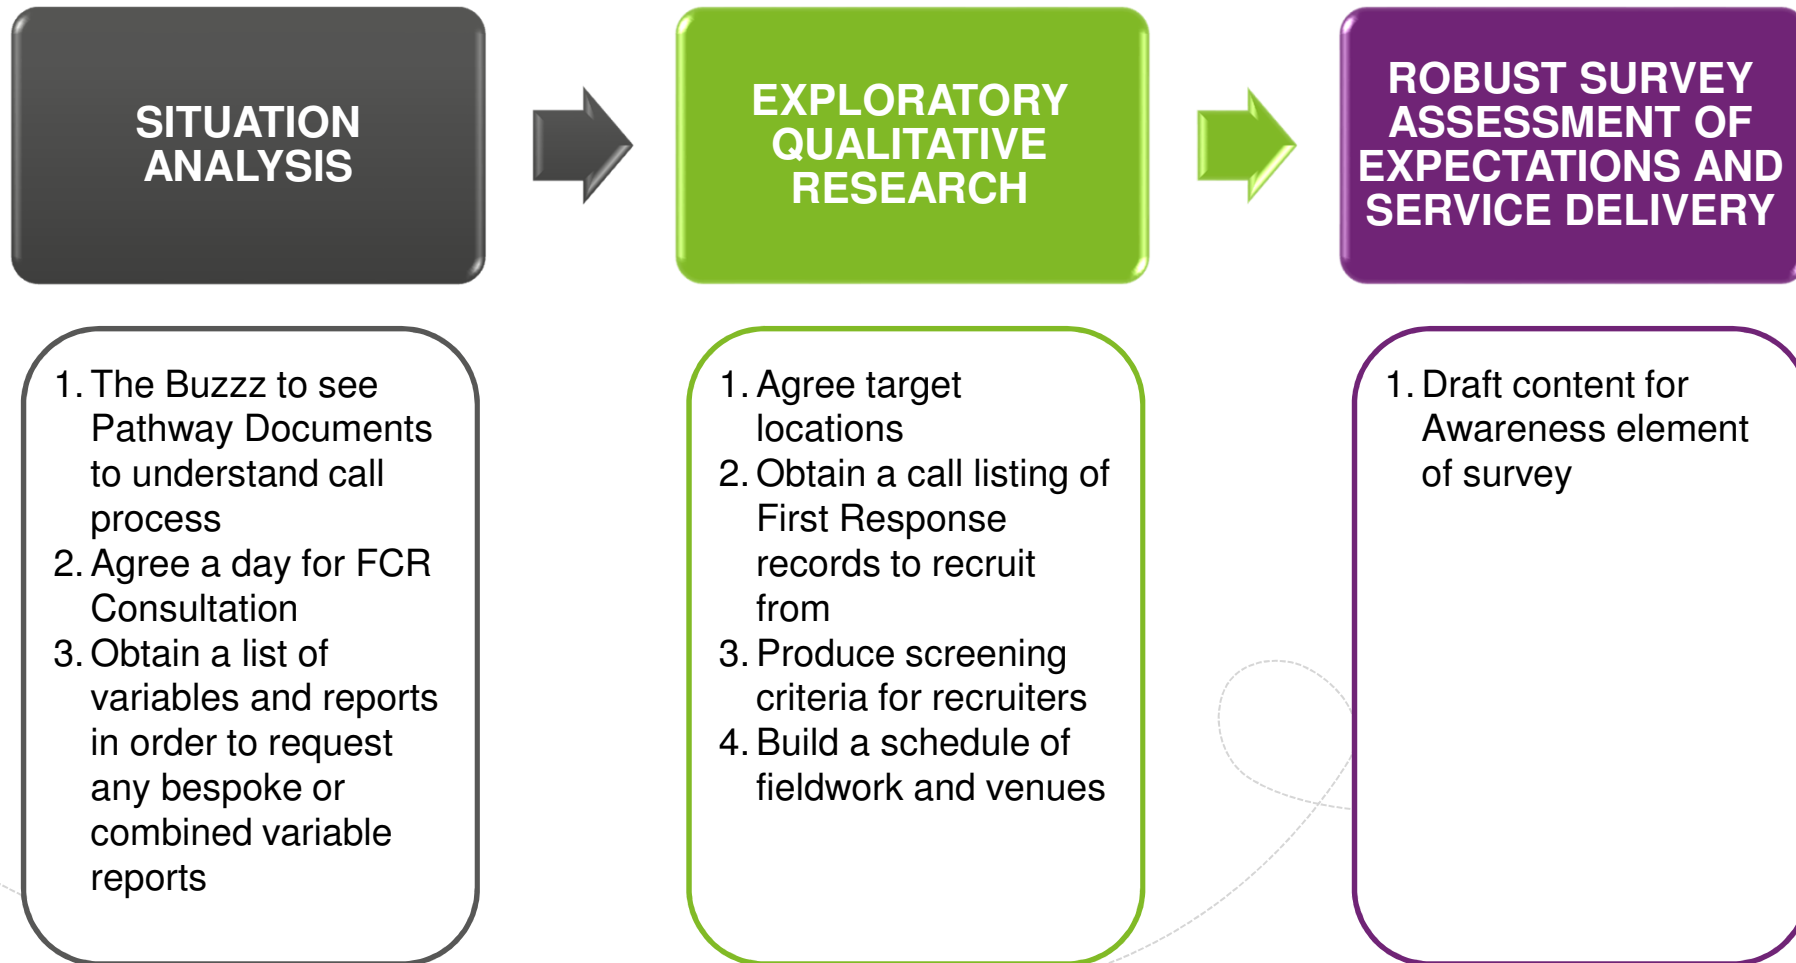 SITUATION
ANALYSIS
EXPLORATORY
QUALITATIVE
RESEARCH
ROBUST SURVEY
ASSESSMENT OF
EXPECTATIONS AND
SERVICE DELIVERY
1. The Buzzz to see
Pathway Documents
to understand call
process
2. Agree a day for FCR
Consultation
3. Obtain a list of
variables and reports
in order to request
any bespoke or
combined variable
reports
1. Agree target
locations
2. Obtain a call listing of
First Response
records to recruit
from
3. Produce screening
criteria for recruiters
4. Build a schedule of
fieldwork and venues
1. Draft content for
Awareness element
of survey